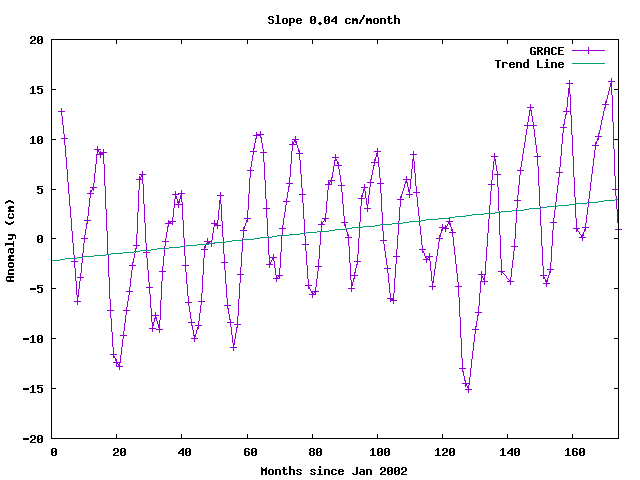 Slope 0.04 cm/month
GRACE
Trend Line
Anomaly (cm)
20
15
10
5
0
-5
-10
-15
-20
0 20 40 60 80 100 120 140 160
Months since Jan 2002